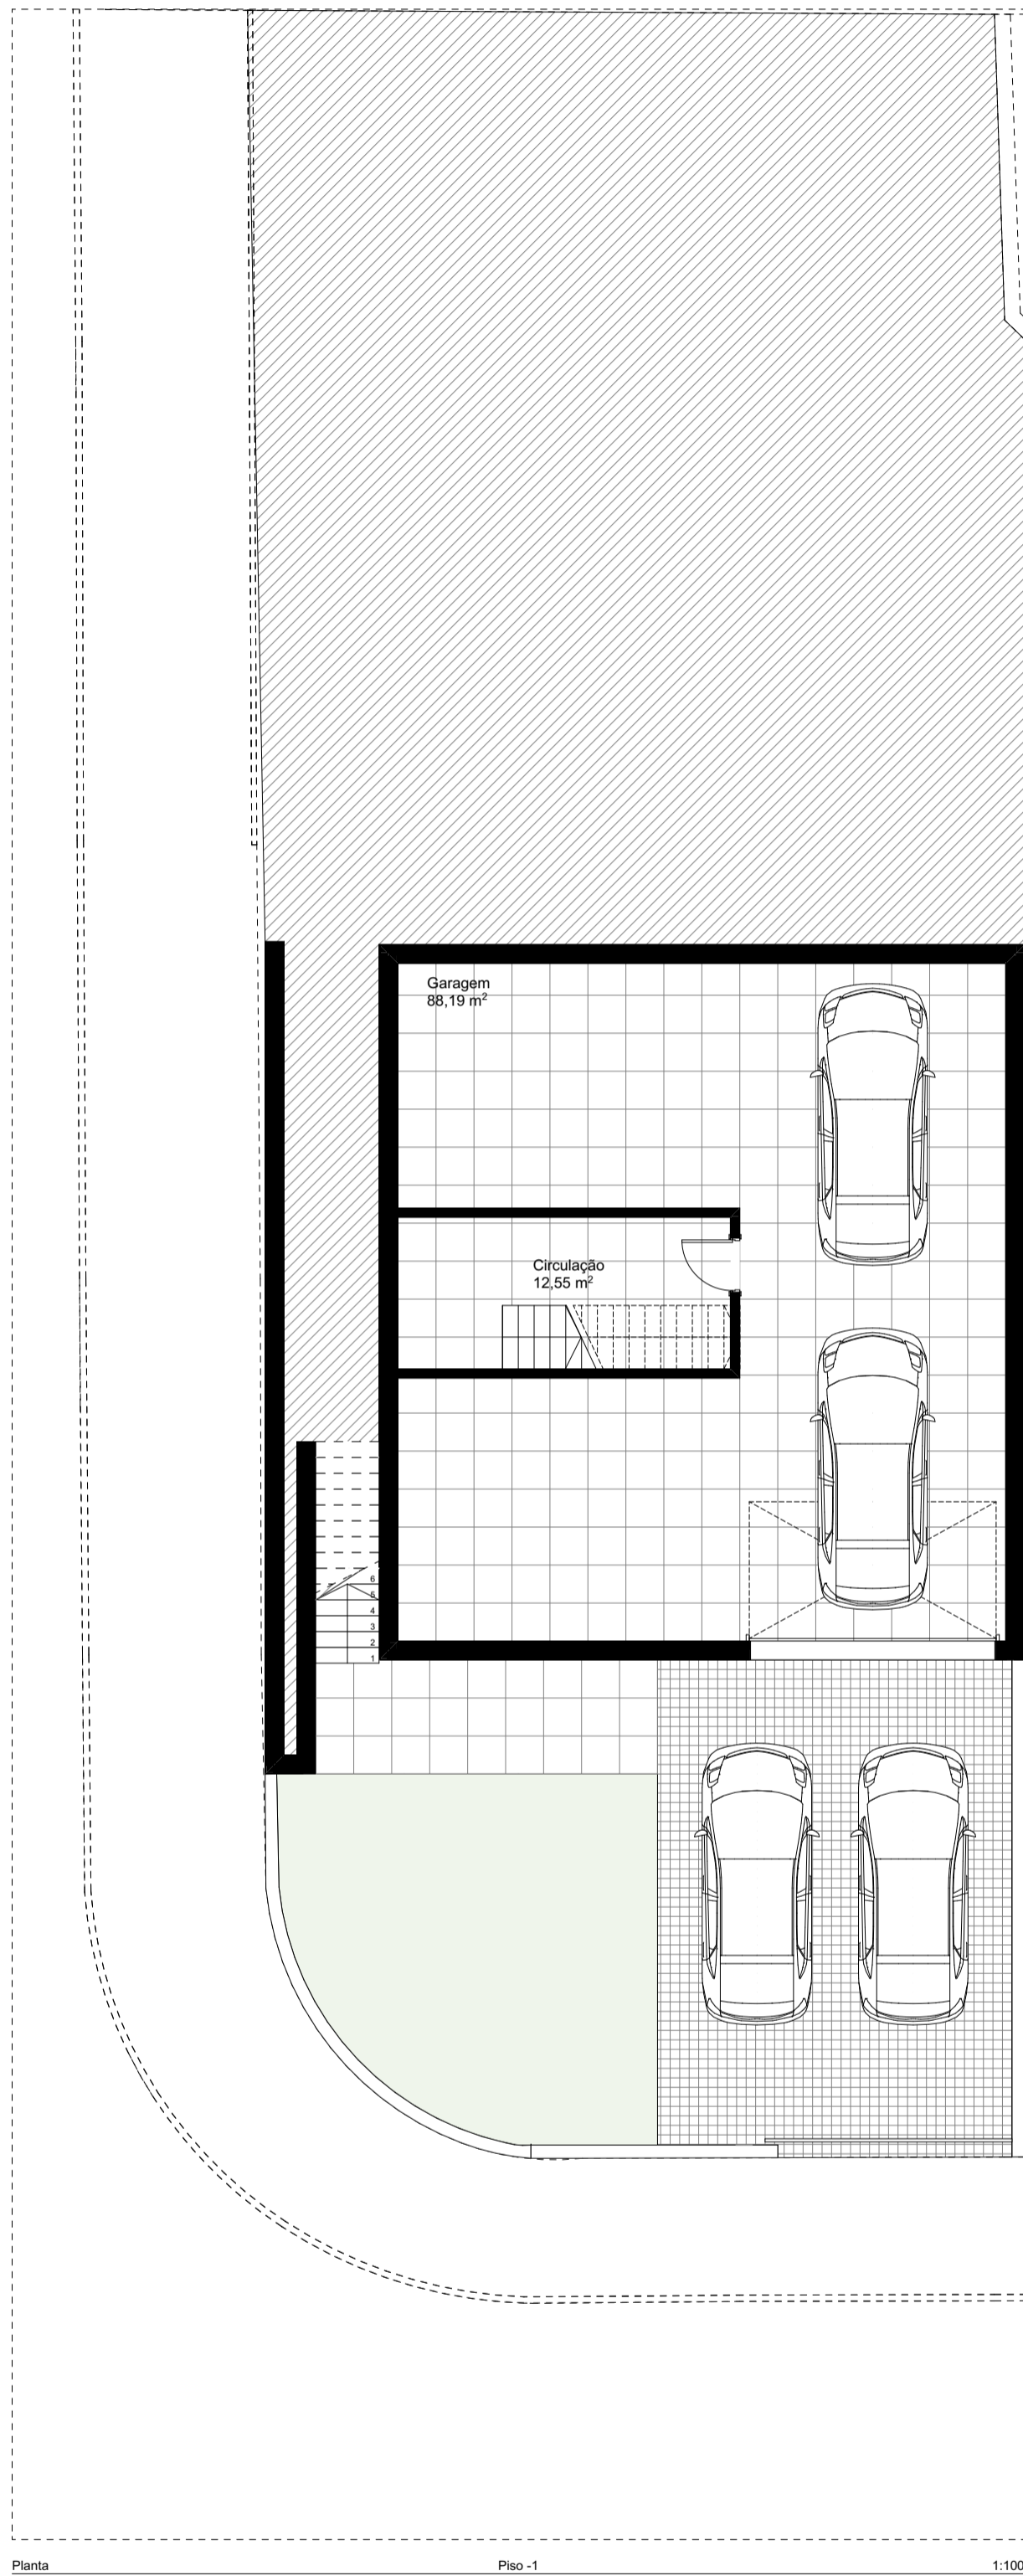 Garagem
88,19 m²
Circulação
12,55 m²
6
5
4
3
2
1
Planta Piso -1 1:100